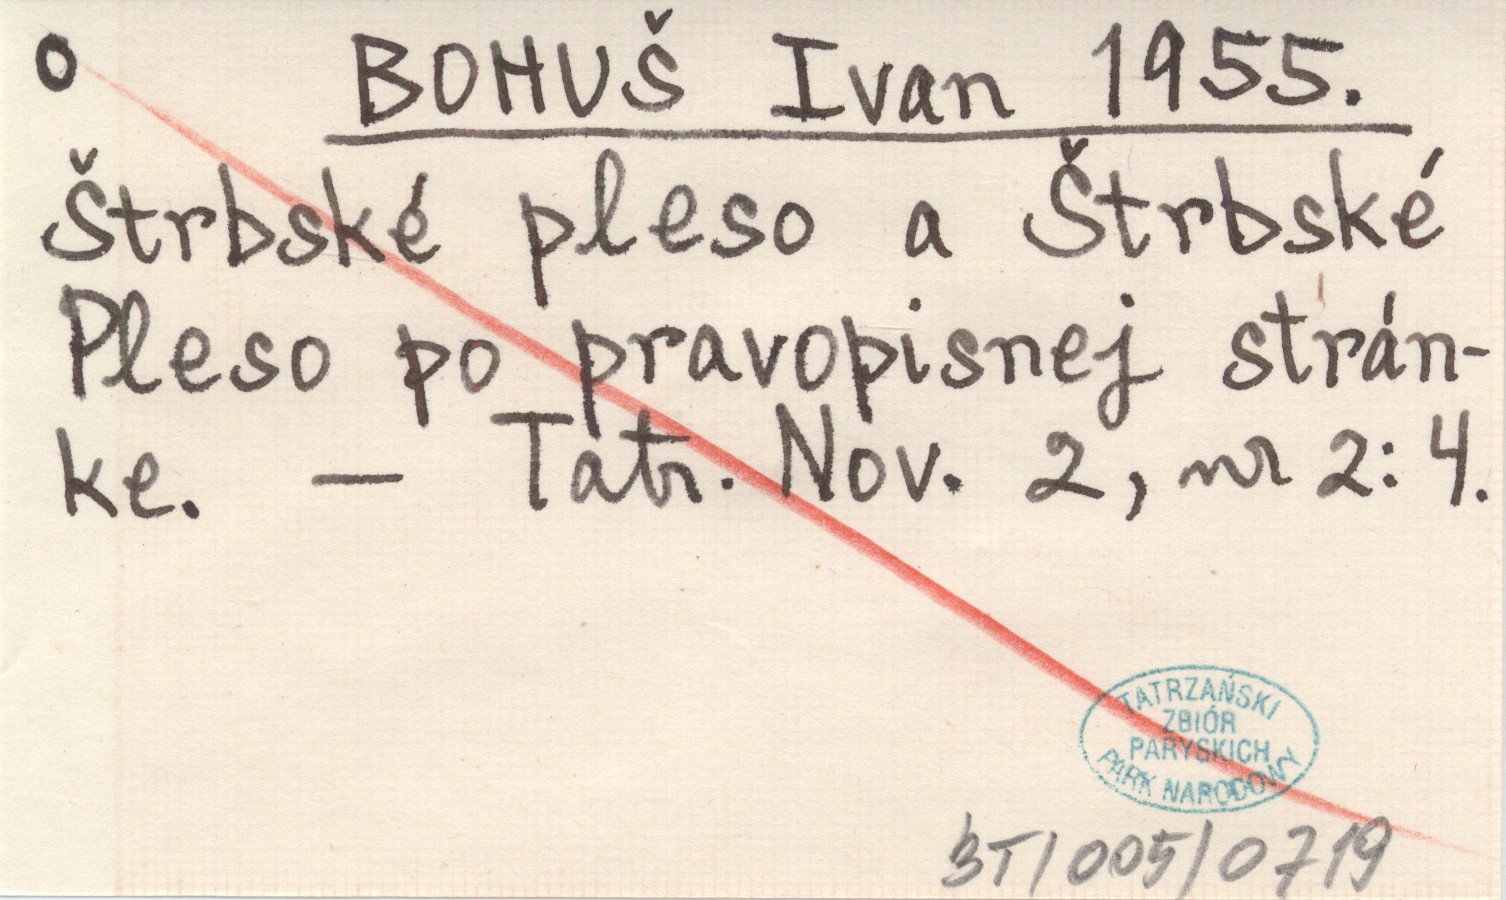 o BOHUŠ Ivan 1955.
Štrbské pleso a Štrbské
Pleso po pravopisnej strán-
ke. — Tatr. Nov. 2, nr 2: 4.
TATRZAŃSKI
ZBIÓR
PARYSKICH
PARK NARODOWY
BT/005/0719